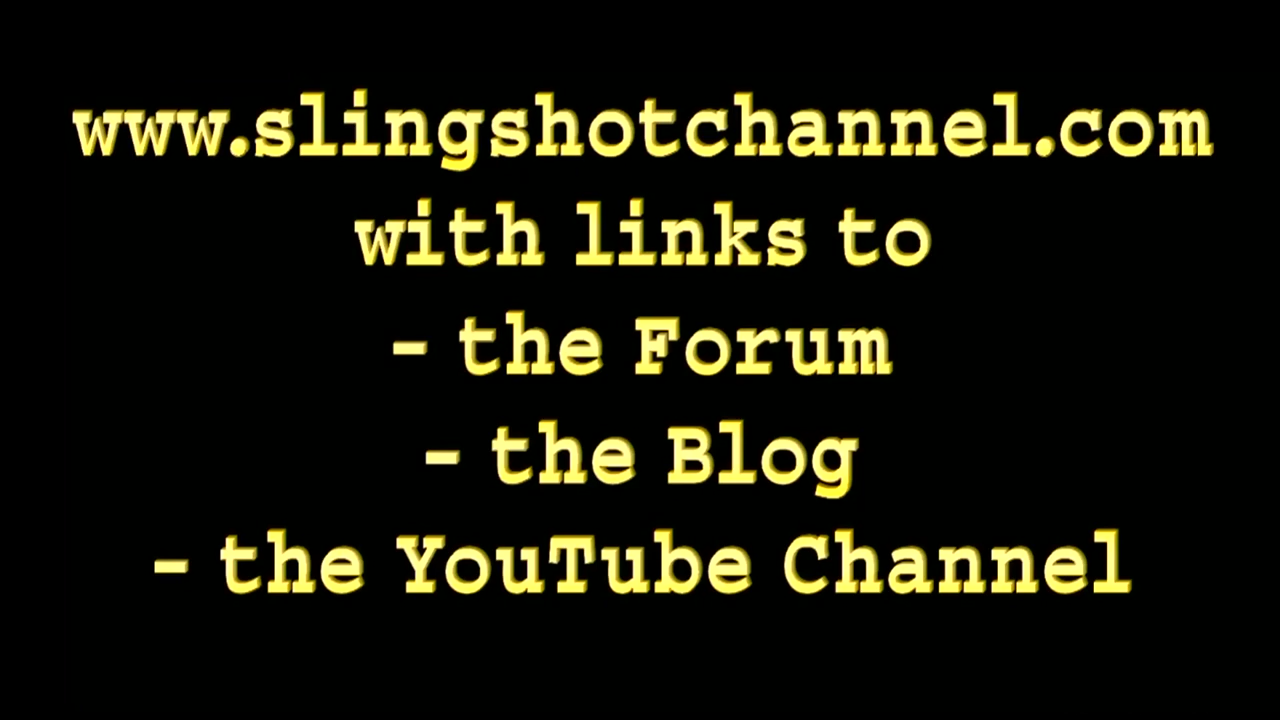 www.slingshotchannel.com
with links to
- the Forum
- the Blog
- the YouTube Channel